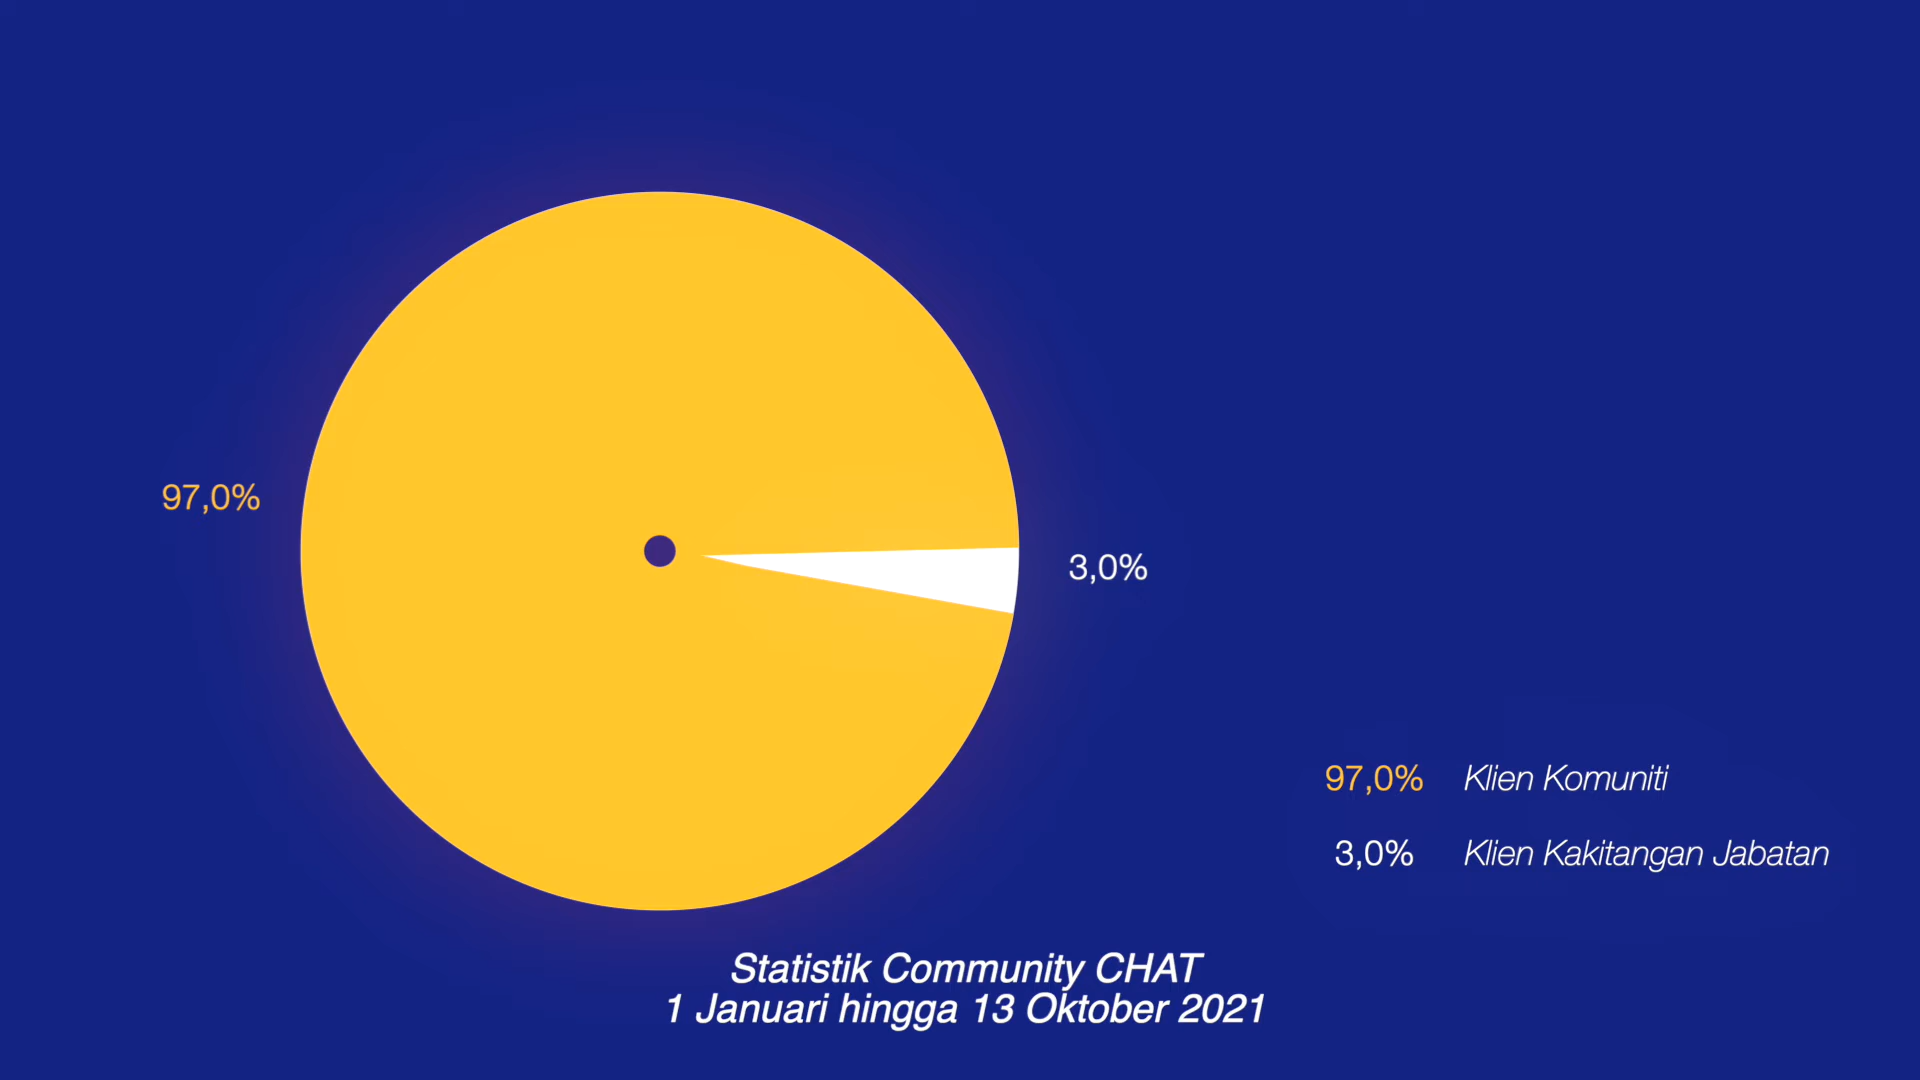 97,0%
3,0%
97,0% Klien Komuniti
3,0% Klien Kakitangan Jabatan
Statistik Community CHAT
1 Januari hingga 13 Oktober 2021